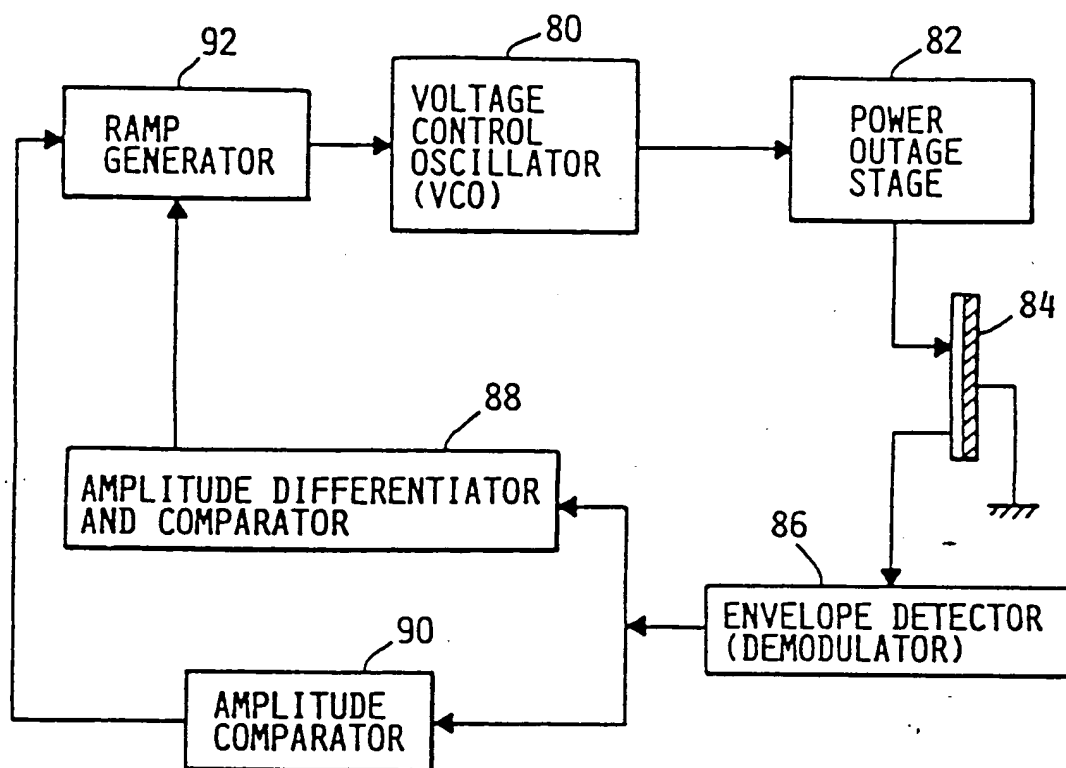 92
RAMP
GENERATOR
80
VOLTAGE
CONTROL
OSCILLATOR
(VCO)
82
POWER
OUTAGE
STAGE
84
88
AMPLITUDE DIFFERENTIATOR
AND COMPARATOR
86
ENVELOPE DETECTOR
(DEMODULATOR)
90
AMPLITUDE
COMPARATOR